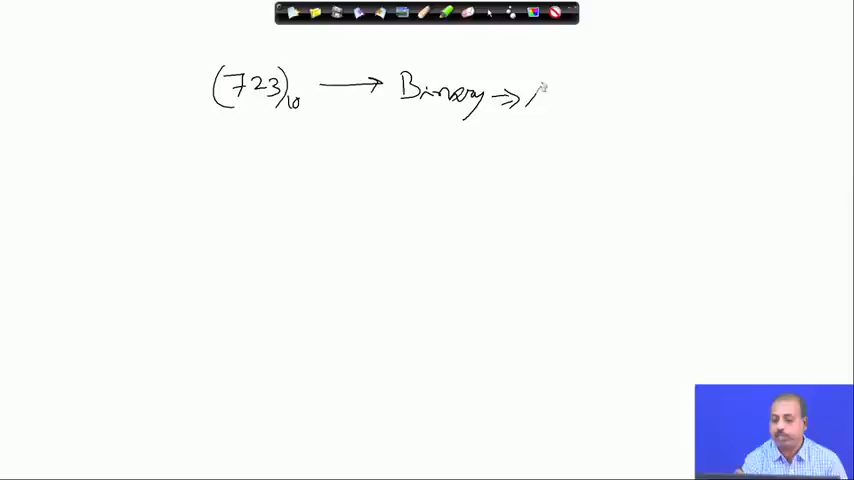 (723)₁₀ → Binary ⇒